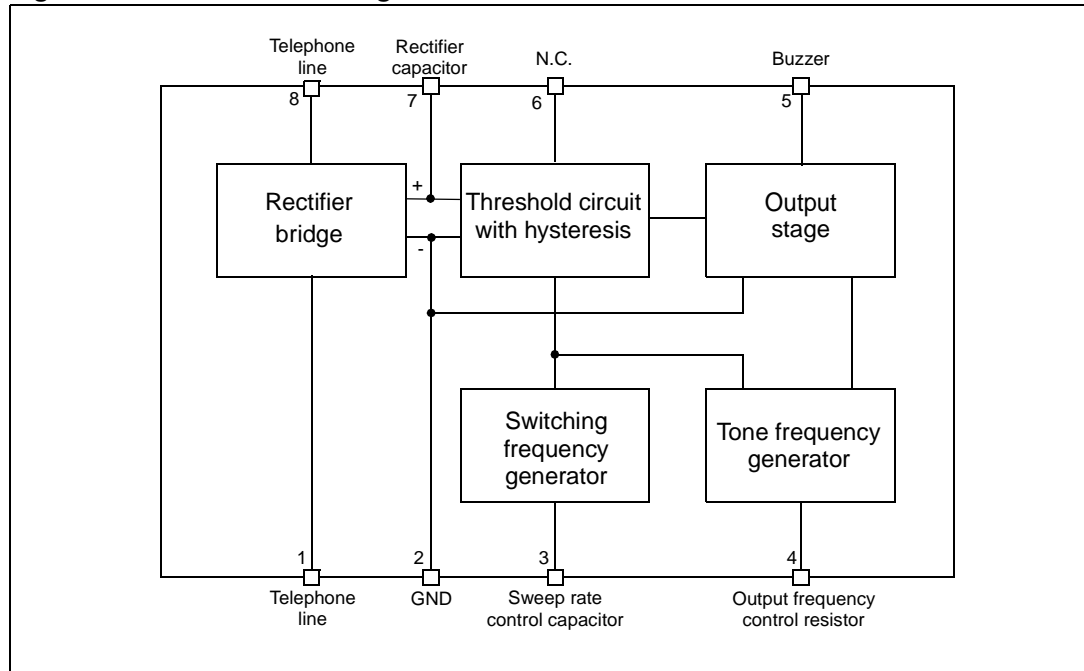 Telephone
line
Rectifier
capacitor
N.C.
Buzzer
8
7
6
5
Rectifier
bridge
+
-
Threshold circuit
with hysteresis
Output
stage
Switching
frequency
generator
Tone frequency
generator
1
2
3
4
Telephone
line
GND
Sweep rate
control capacitor
Output frequency
control resistor